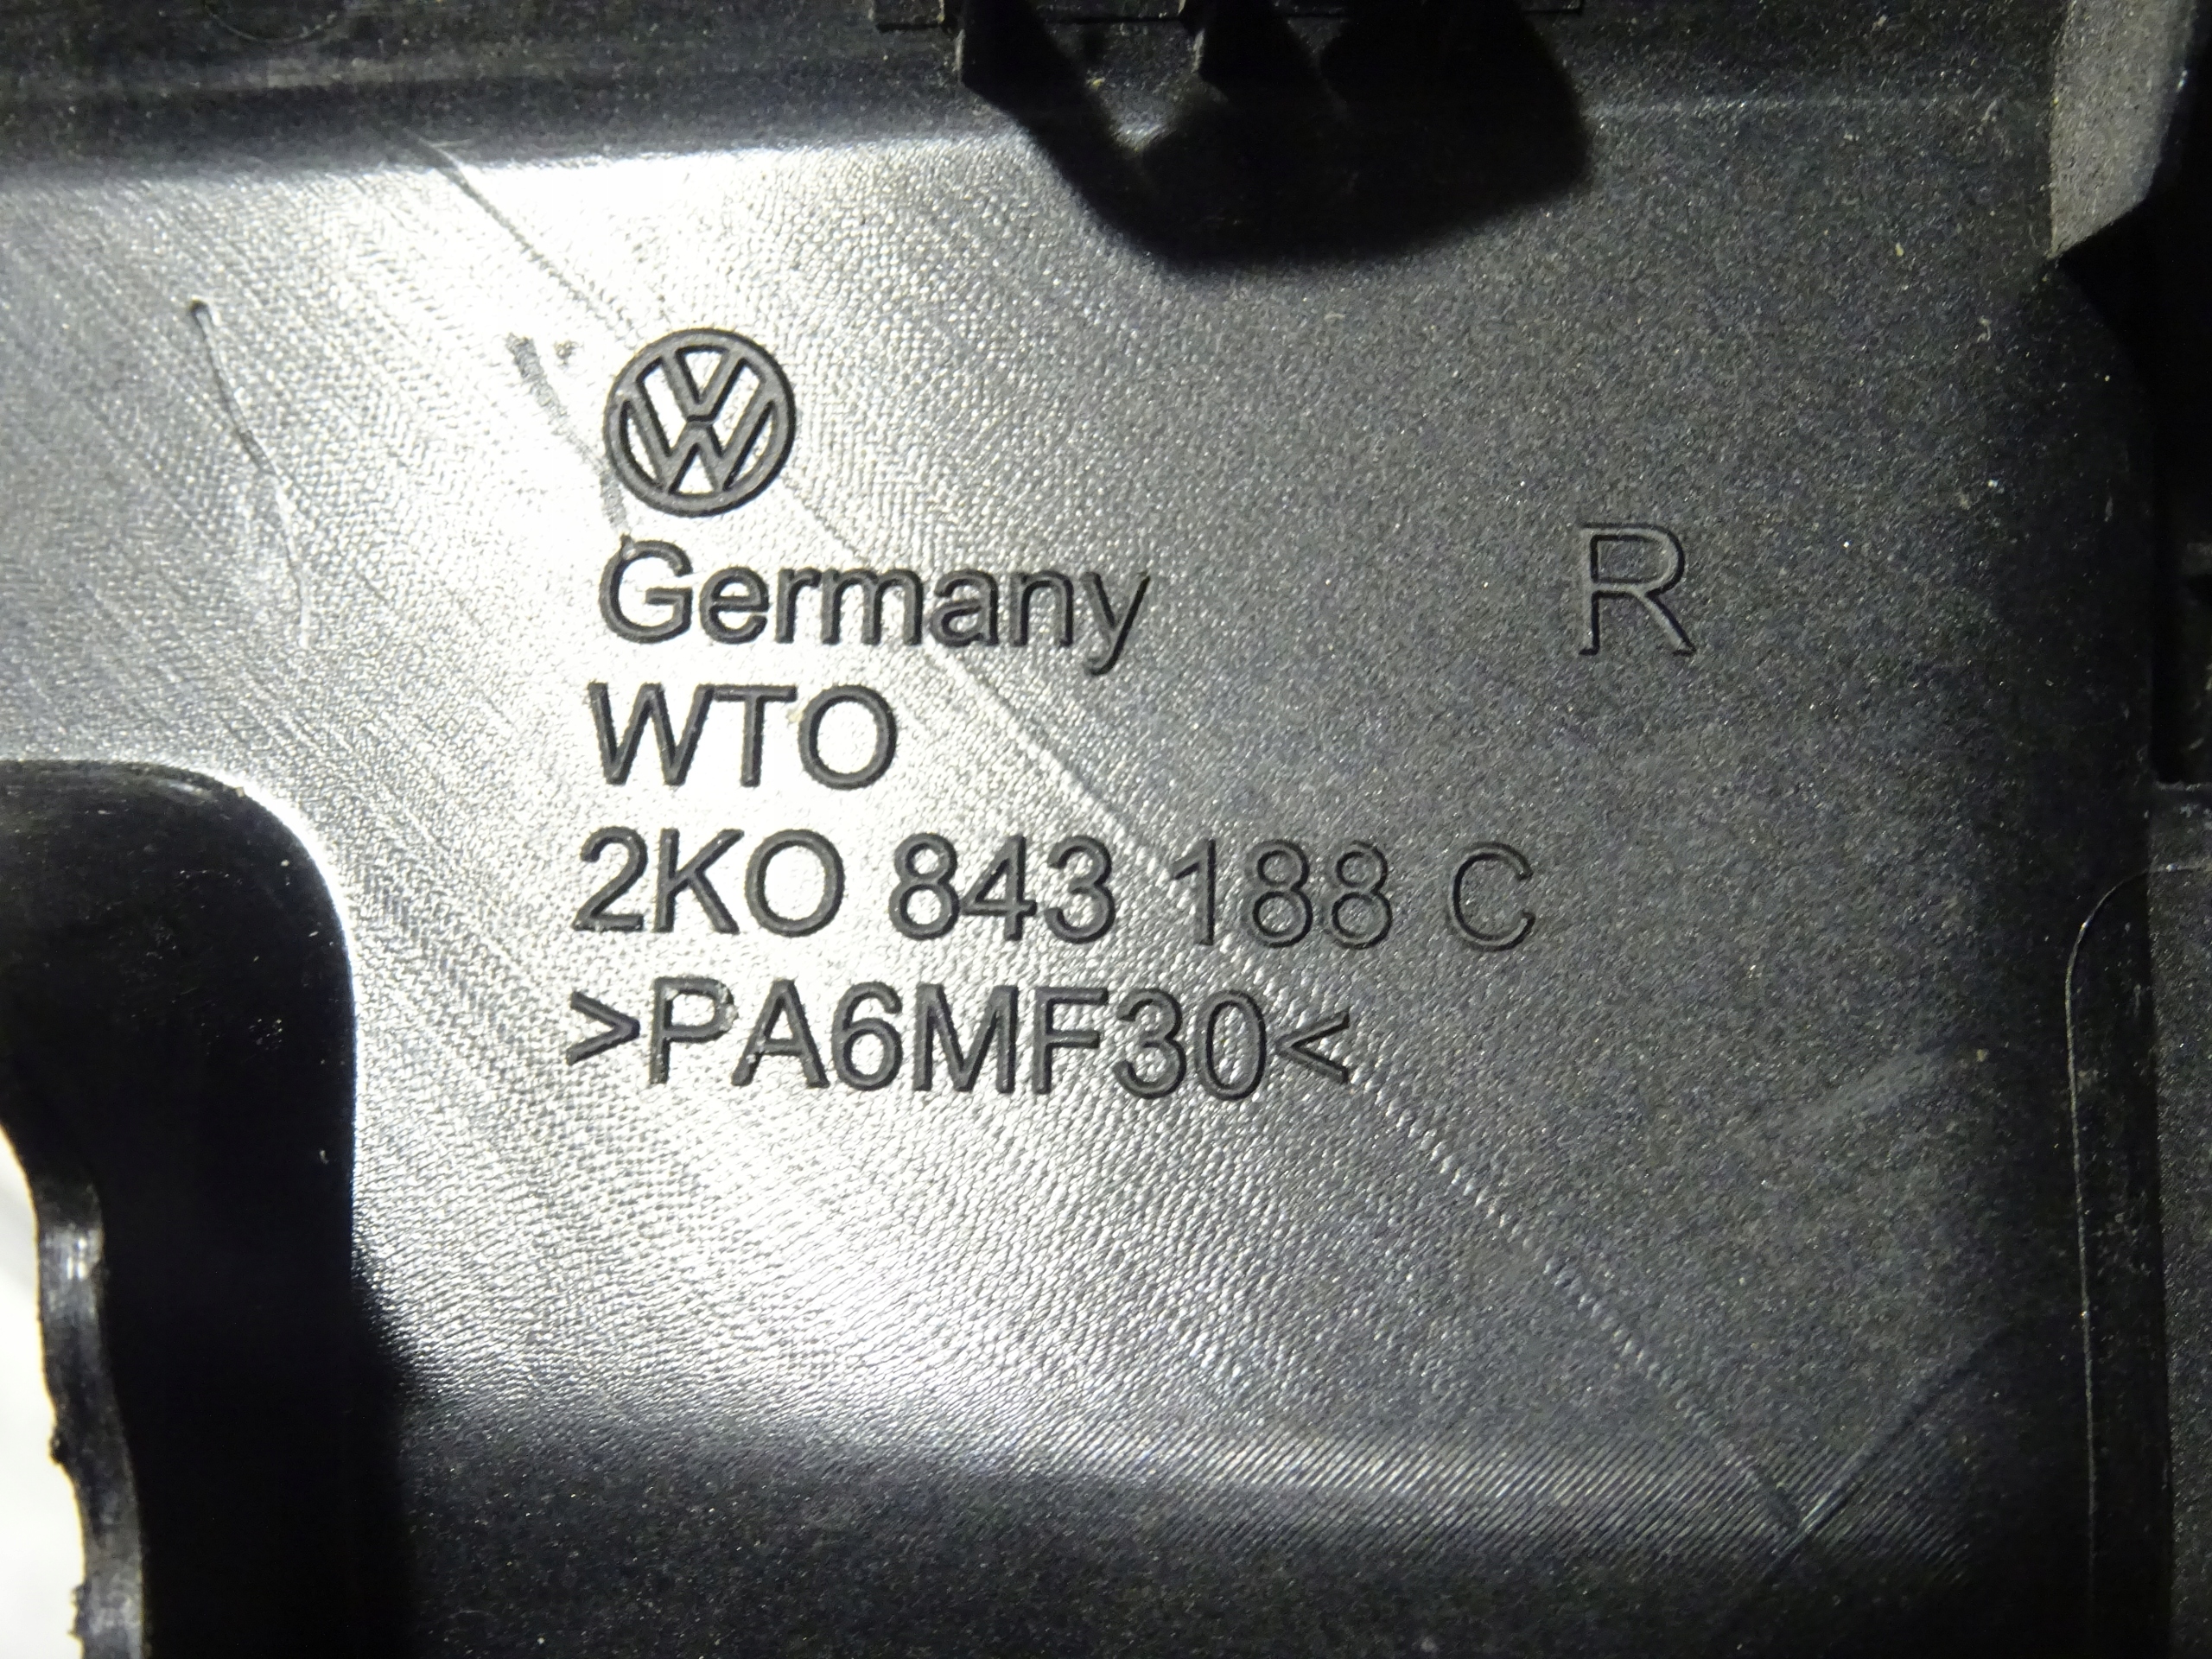 Germany
R
WTO
2KO 843 188 C
>PA6MF30<